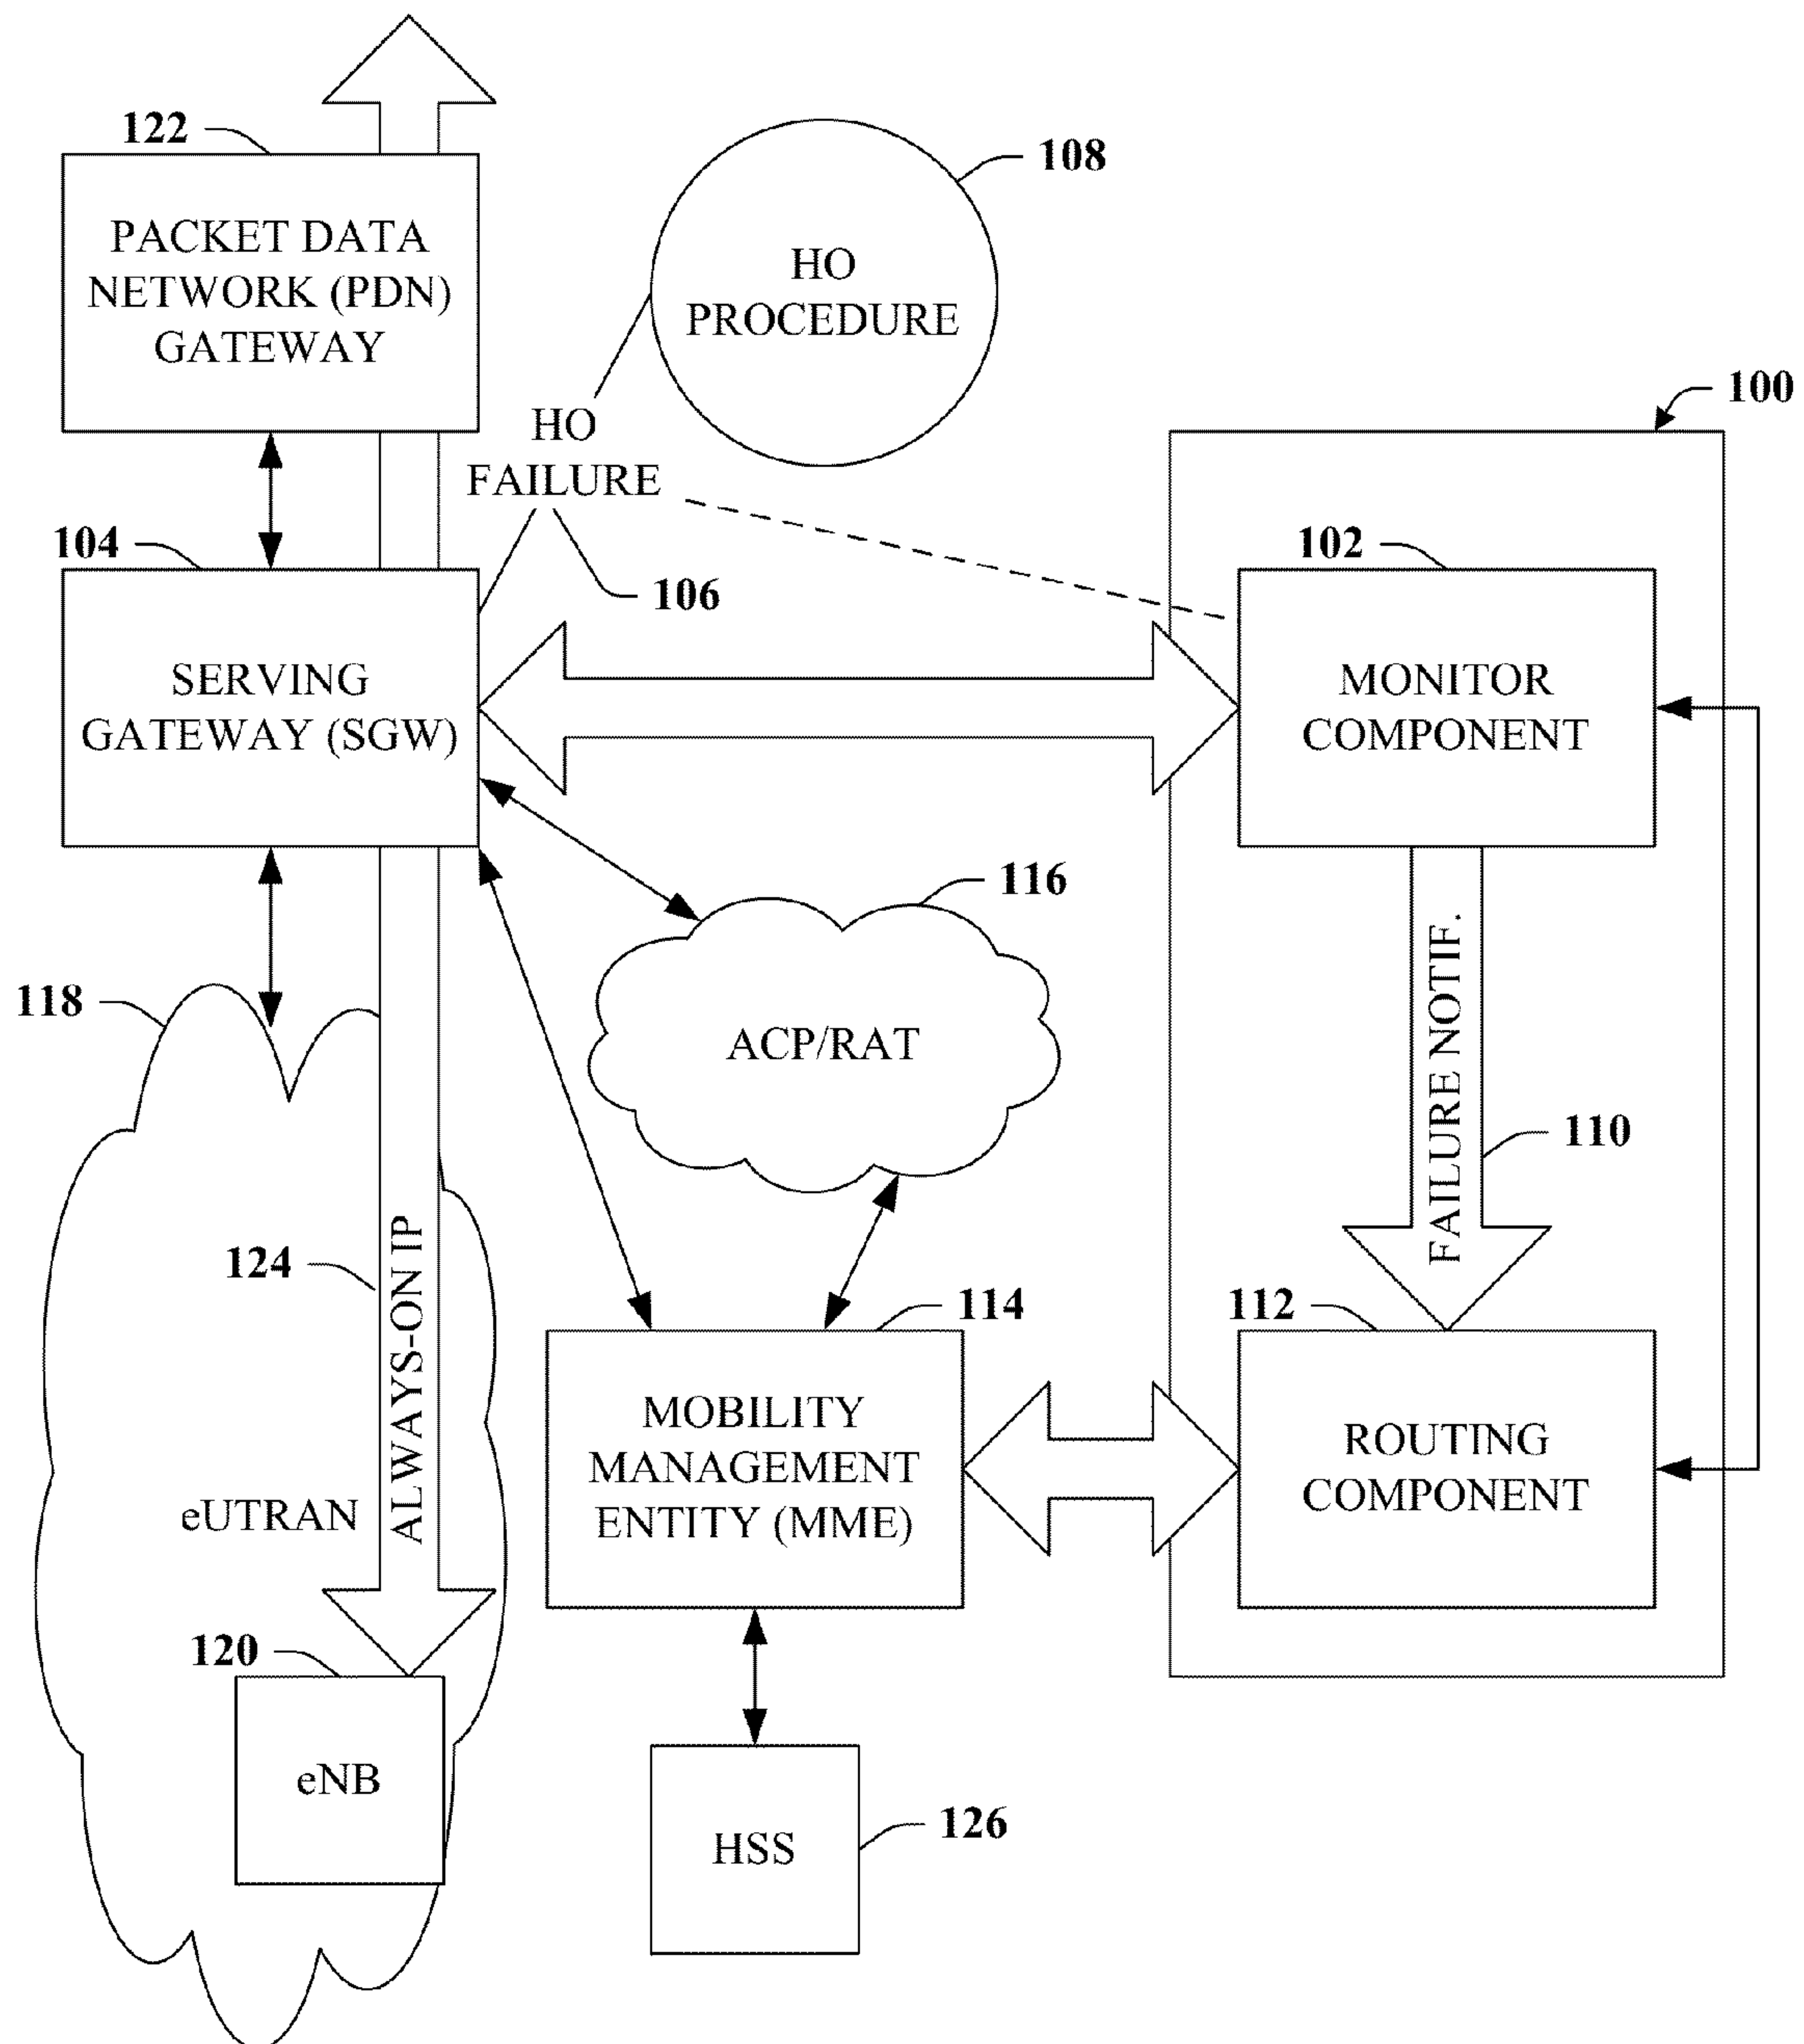 122
PACKET DATA
NETWORK (PDN)
GATEWAY
108
HO
PROCEDURE
100
HO
FAILURE
104
106
102
SERVING
GATEWAY (SGW)
MONITOR
COMPONENT
116
118
ACP/RAT
FAILURE NOTIF.
110
124
ALWAYS-ON IP
114
112
eUTRAN
MOBILITY
MANAGEMENT
ENTITY (MME)
ROUTING
COMPONENT
120
eNB
HSS
126